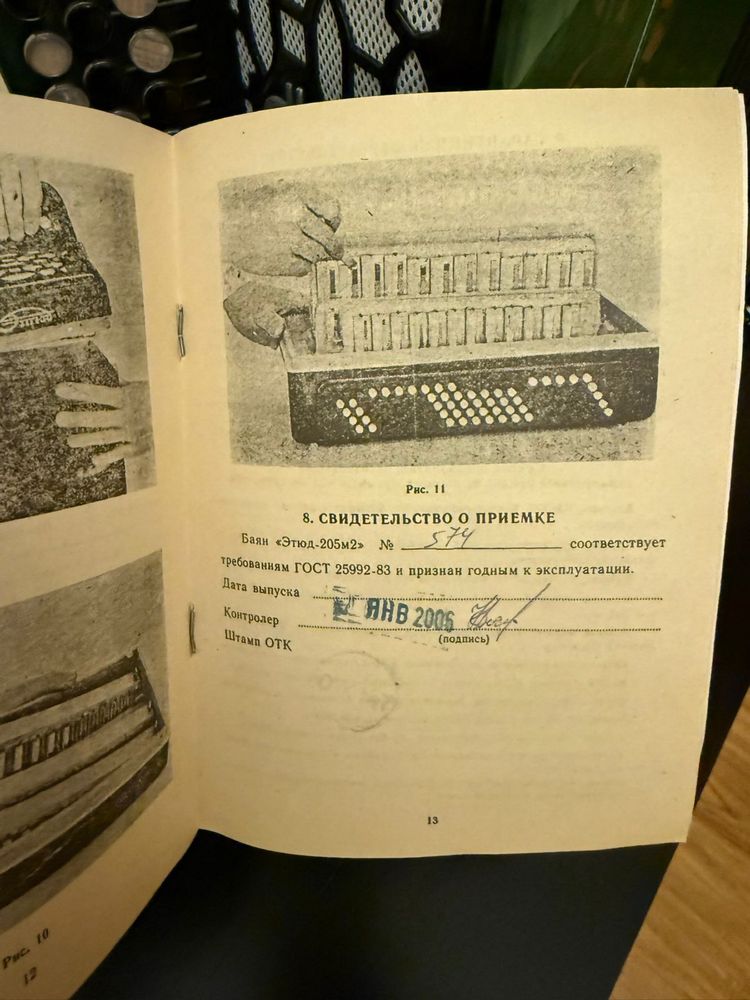 Этюд
Рис. 10
12
Рис. 11
8. СВИДЕТЕЛЬСТВО О ПРИЕМКЕ
Баян «Этюд-205м2» № 574 соответствует
требованиям ГОСТ 25992-83 и признан годным к эксплуатации.
Дата выпуска
ЯНВ 2006
Контролер
(подпись)
Штамп ОТК
13